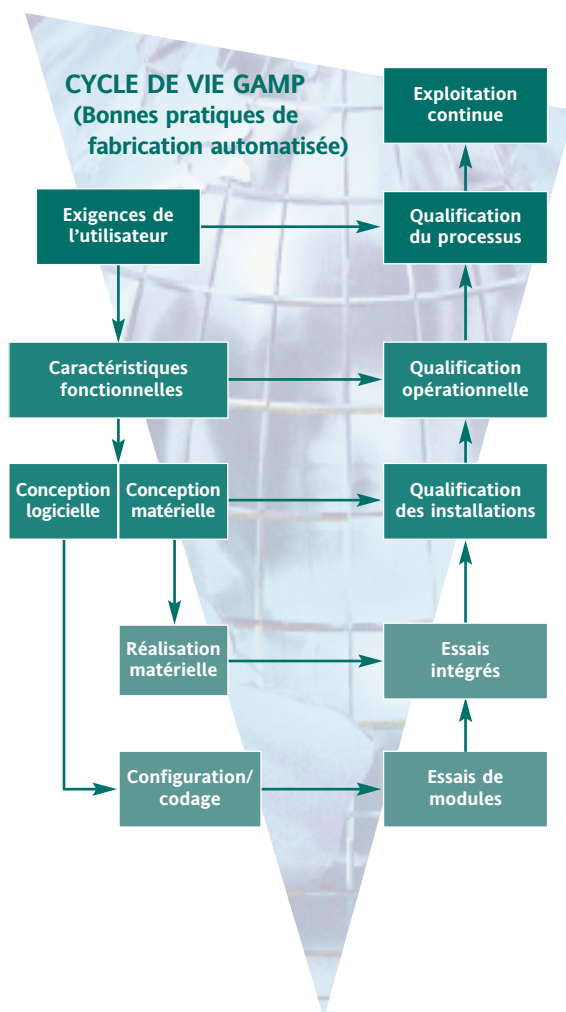 CYCLE DE VIE GAMP
(Bonnes pratiques de
fabrication automatisée)
Exploitation
continue
Exigences de
l’utilisateur
Qualification
du processus
Caractéristiques
fonctionnelles
Qualification
opérationnelle
Conception
logicielle
Conception
matérielle
Qualification
des installations
Réalisation
matérielle
Essais
intégrés
Configuration/
codage
Essais de
modules